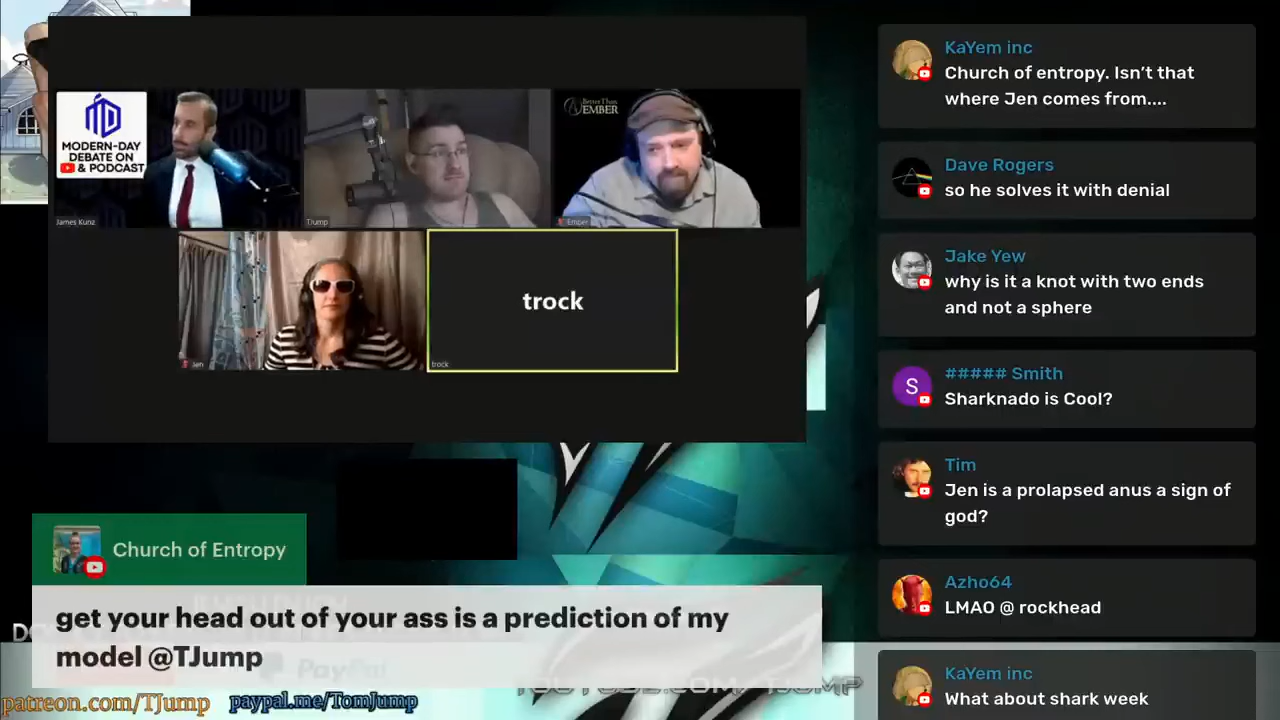 MODERN-DAY
DEBATE ON
& PODCAST
James Kunz
TJump
BETTER THAN
EMBER
Ember
Jen
trock
trock
Church of Entropy
get your head out of your ass is a prediction of my
model @TJump
PayPal
patreon.com/TJump
paypal.me/TomJump
YOUTUBE.COM/TJUMP
KaYem inc
Church of entropy. Isn't that
where Jen comes from....
Dave Rogers
so he solves it with denial
Jake Yew
why is it a knot with two ends
and not a sphere
##### Smith
S
Sharknado is Cool?
Tim
Jen is a prolapsed anus a sign of
god?
Azho64
LMAO @ rockhead
KaYem inc
What about shark week